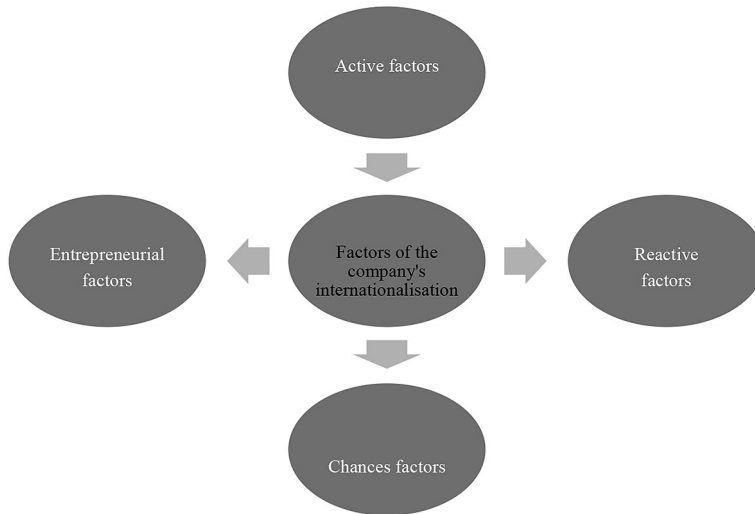 Active factors
Entrepreneurial
factors
Factors of the
company's
internationalisation
Reactive
factors
Chances factors